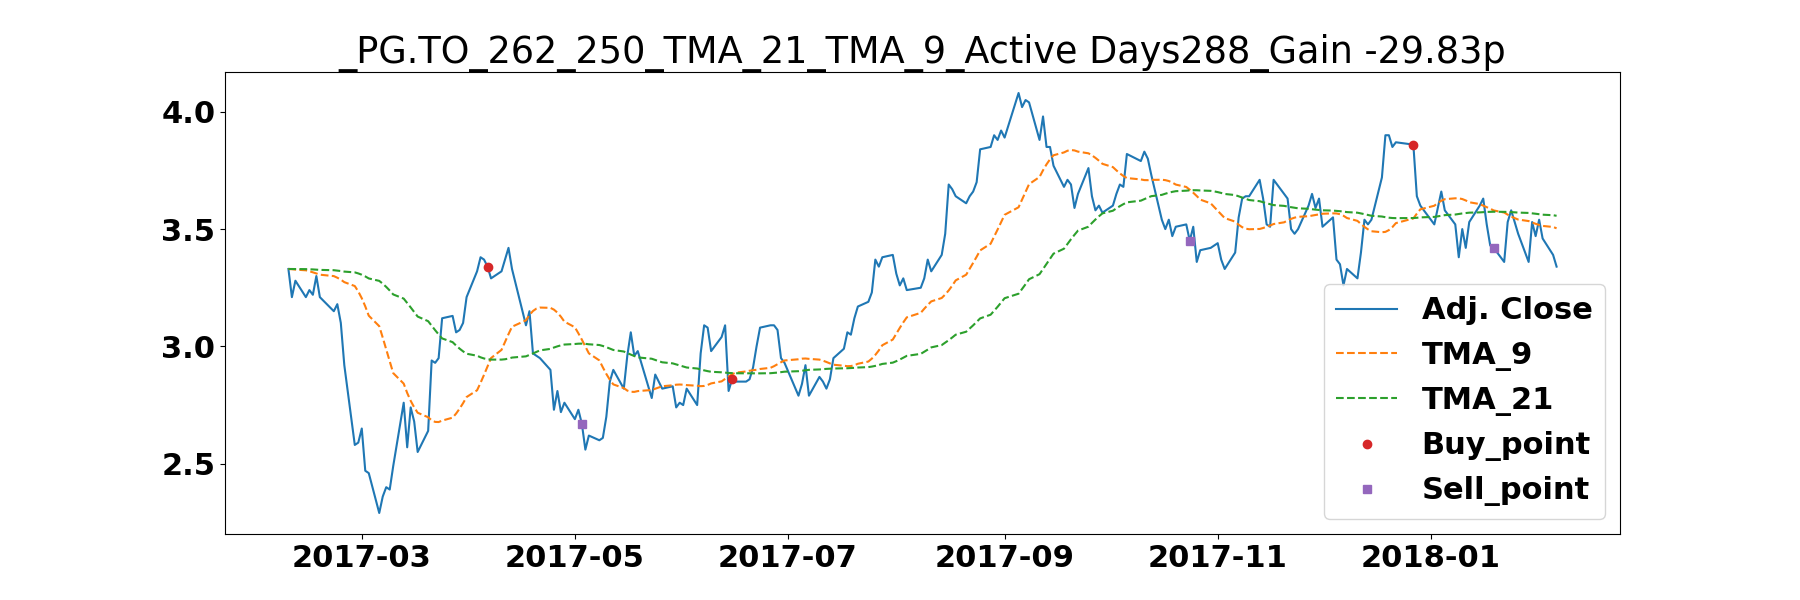 _PG.TO_262_250_TMA_21_TMA_9_Active Days288_Gain -29.83p
4.0
3.5
3.0
2.5
Adj. Close
TMA_9
TMA_21
Buy_point
Sell_point
2017-03 2017-05 2017-07 2017-09 2017-11 2018-01